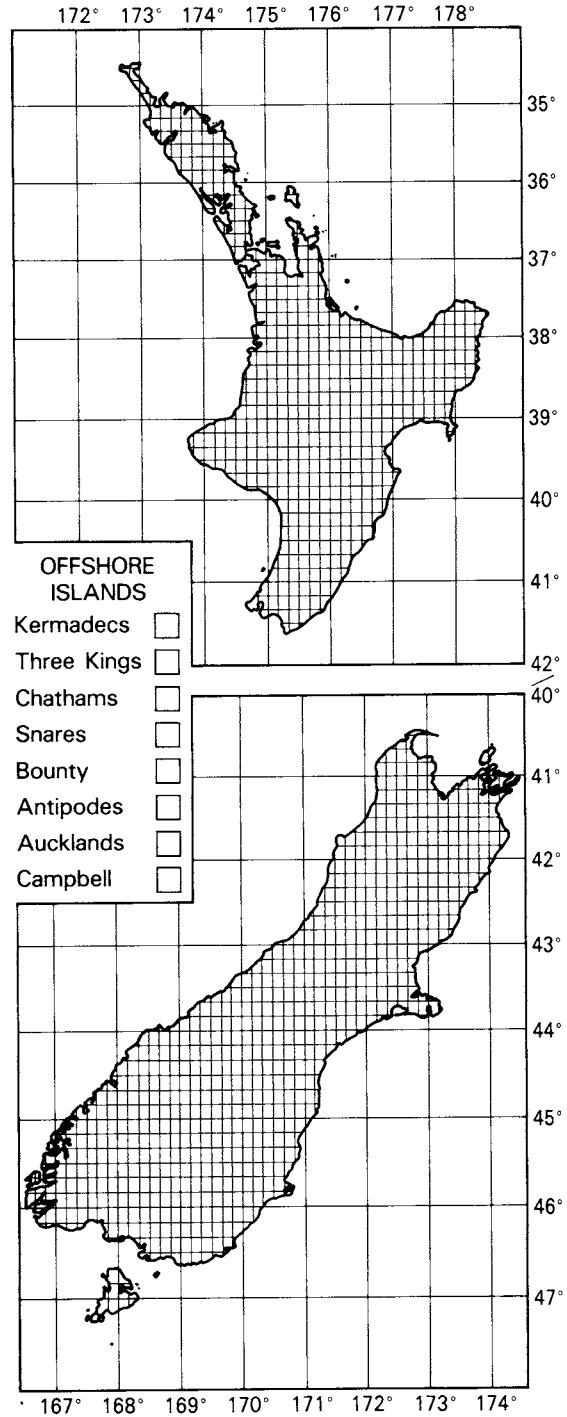 172° 173° 174° 175° 176° 177° 178°
35°
36°
37°
38°
39°
40°
41°
42°
OFFSHORE
ISLANDS
Kermadecs
Three Kings
Chathams
Snares
Bounty
Antipodes
Aucklands
Campbell
40°
41°
42°
43°
44°
45°
46°
47°
167° 168° 169° 170° 171° 172° 173° 174°